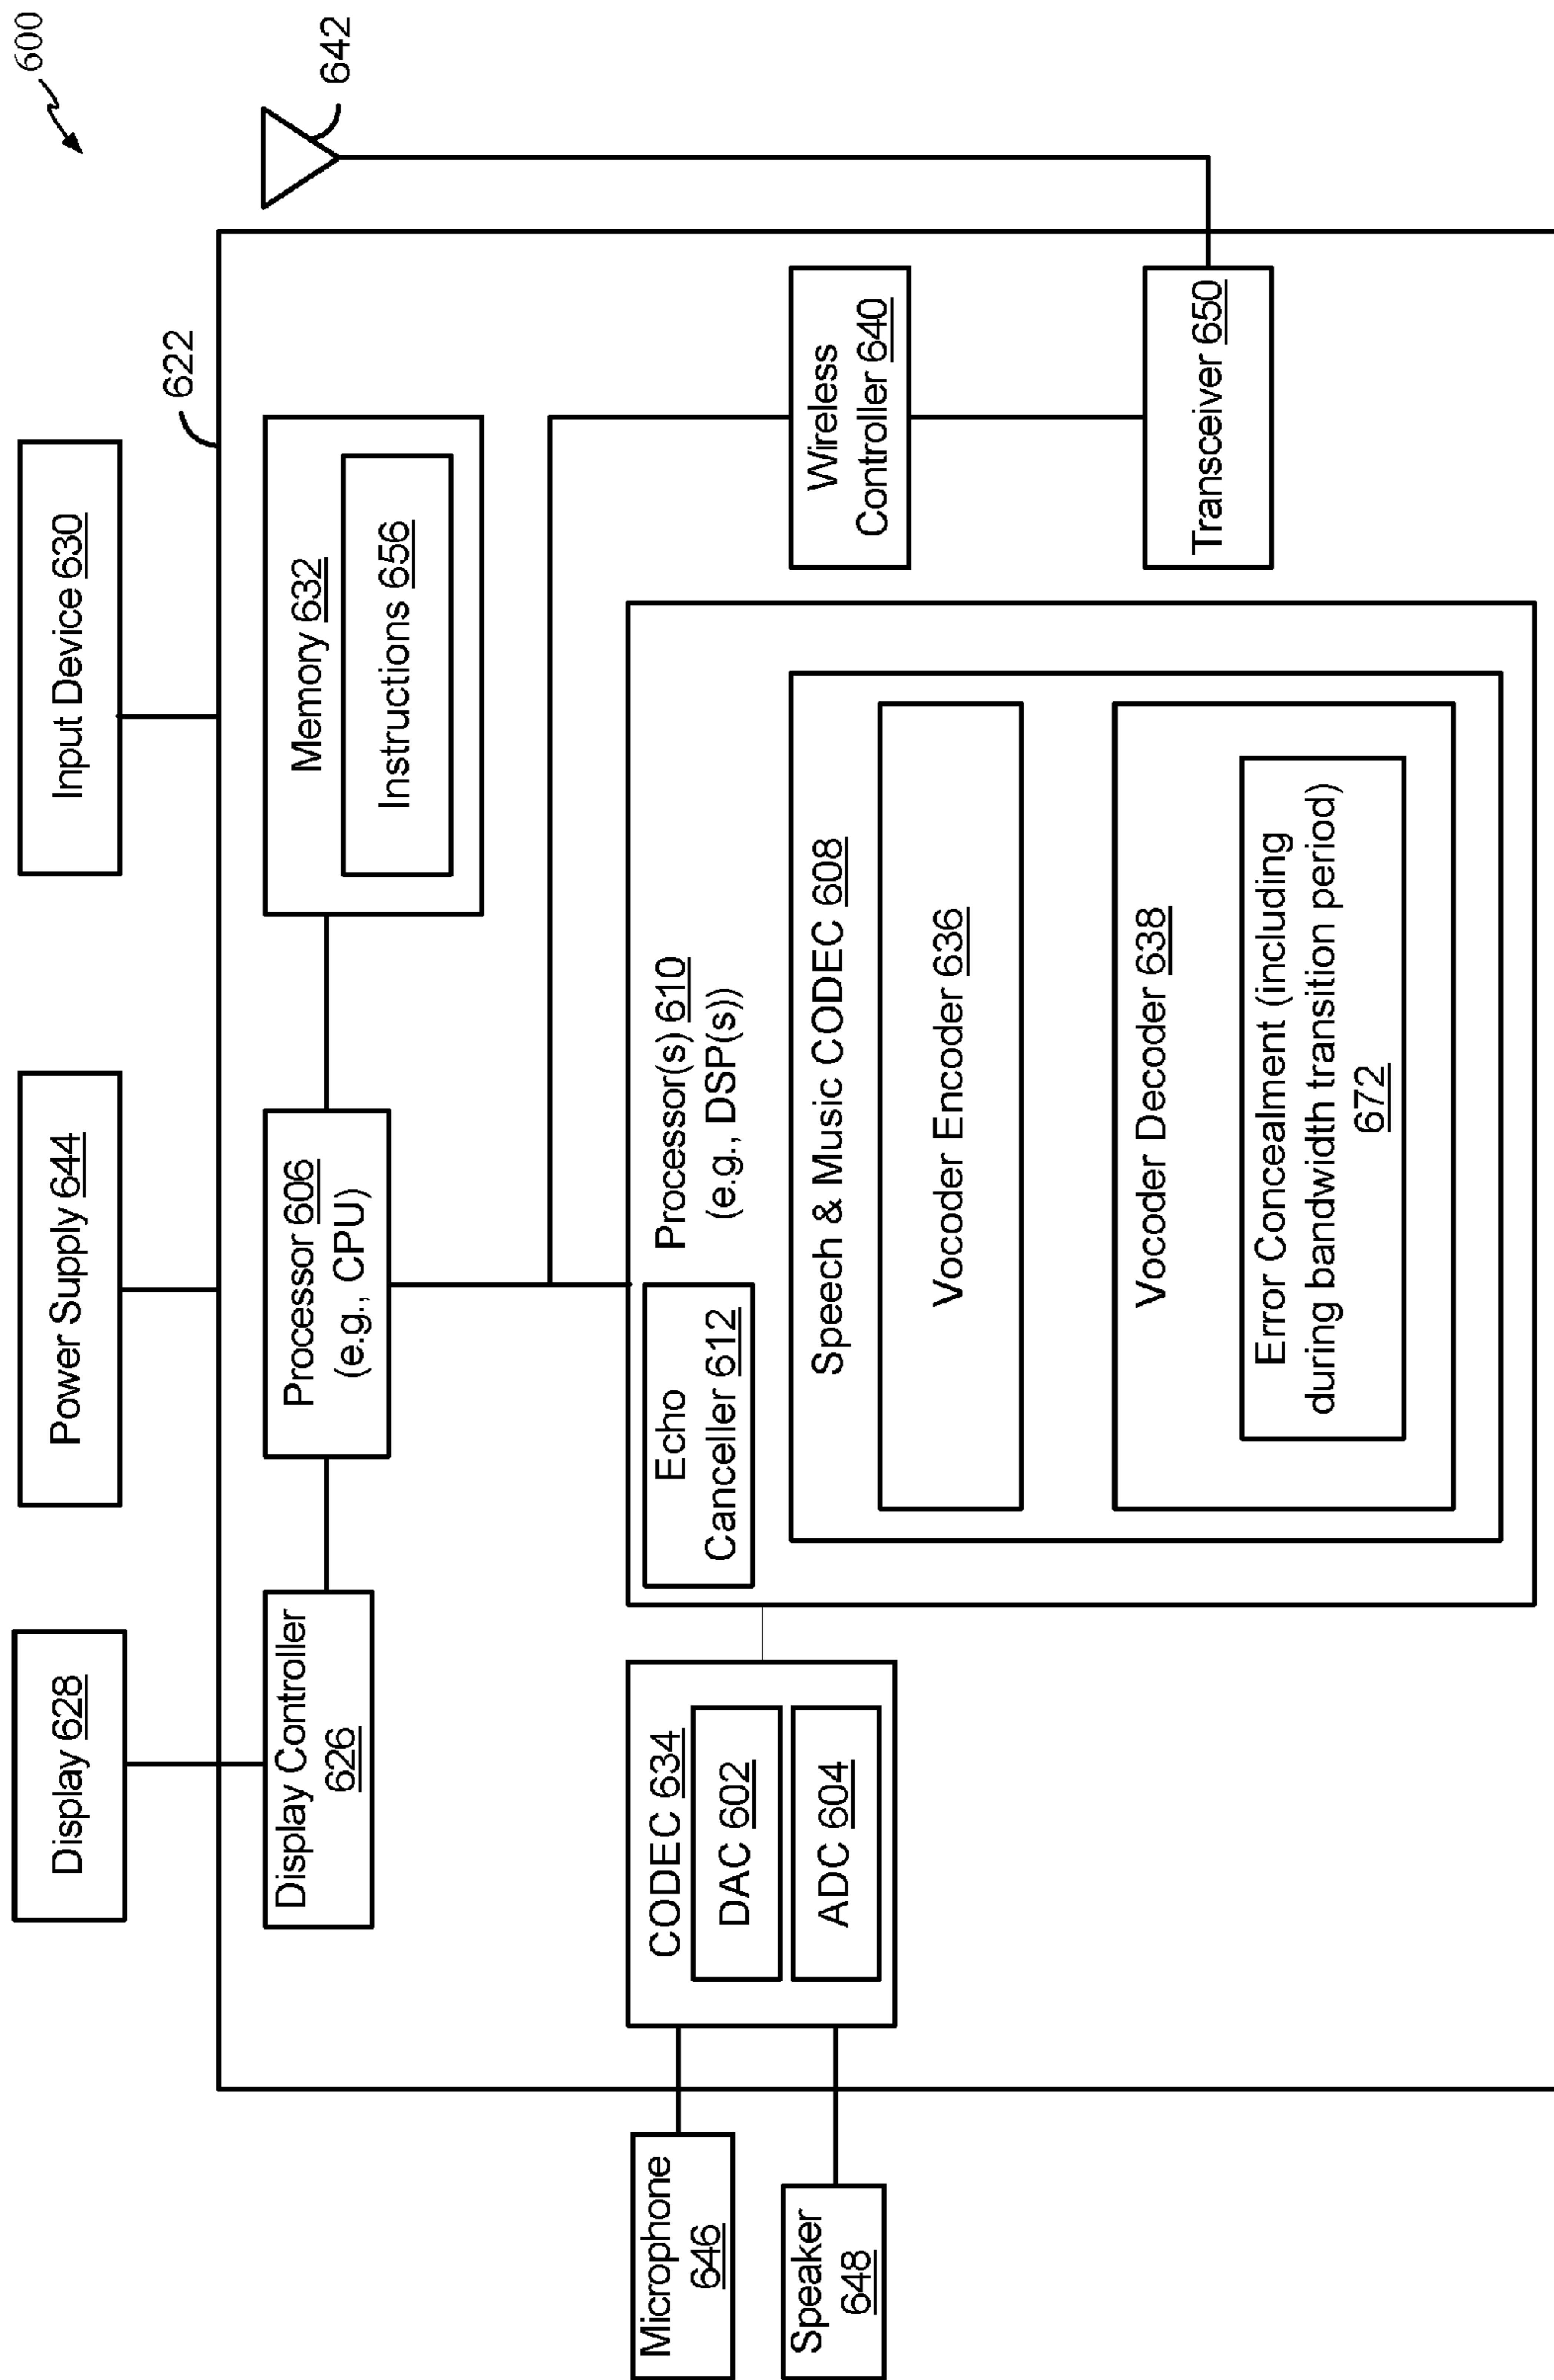 600
Display 628
Power Supply 644
Input Device 630
622
642
Display Controller
626
Processor 606
(e.g., CPU)
Memory 632
Instructions 656
Microphone
646
Speaker
648
CODEC 634
DAC 602
ADC 604
Echo
Canceller 612
Processor(s) 610
(e.g., DSP(s))
Speech & Music CODEC 608
Vocoder Encoder 636
Vocoder Decoder 638
Error Concealment (including
during bandwidth transition period)
672
Wireless
Controller 640
Transceiver 650